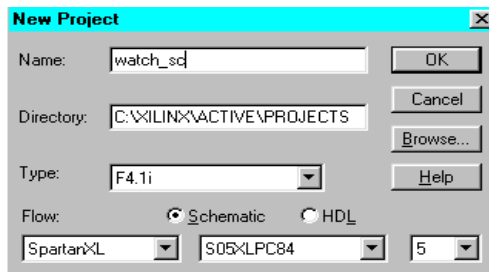 New Project
Name: watch_sc OK
Cancel
Directory: C:\XILINX\ACTIVE\PROJECTS
Browse...
Type: F4.1i Help
Flow: Schematic HDL
SpartanXL S05XLPC84 5